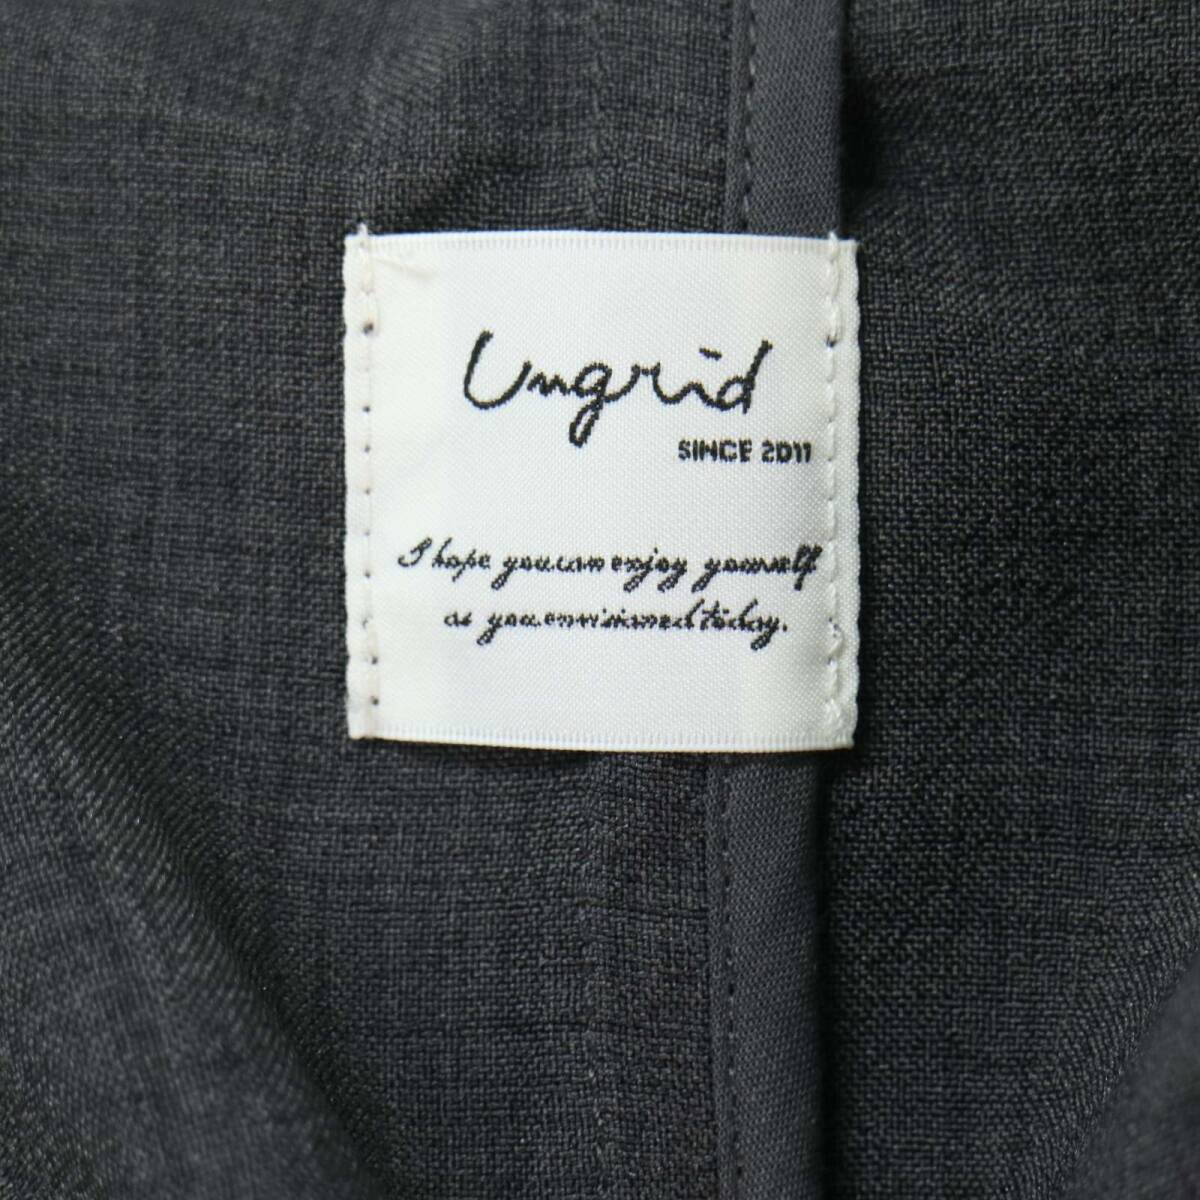 Ungrid
SINCE 2011
I hope you can enjoy yourself
as you envisioned today.